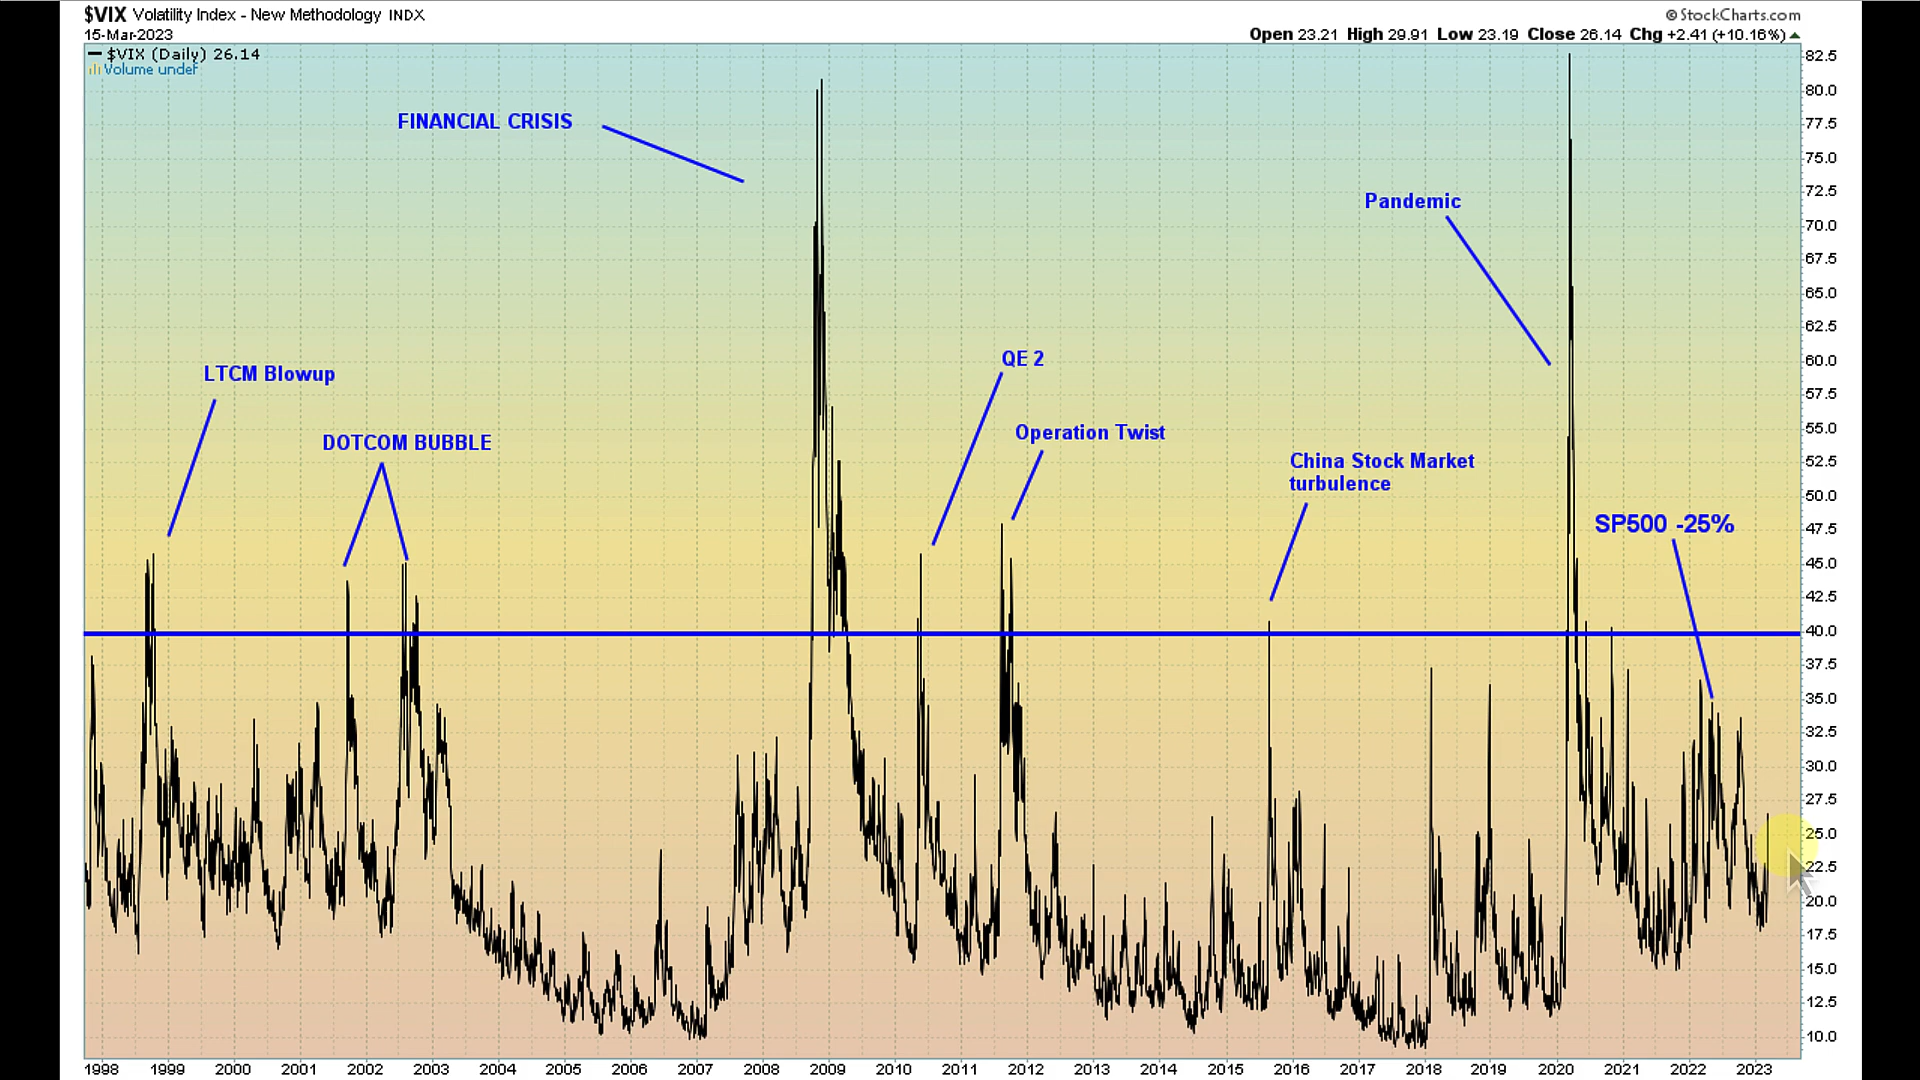 $VIX Volatility Index - New Methodology INDX
© StockCharts.com
15-Mar-2023
Open 23.21 High 29.91 Low 23.19 Close 26.14 Chg +2.41 (+10.16%)
$VIX (Daily) 26.14
Volume undef
FINANCIAL CRISIS
Pandemic
LTCM Blowup
QE 2
DOTCOM BUBBLE
Operation Twist
China Stock Market
turbulence
SP500 -25%
82.5
80.0
77.5
75.0
72.5
70.0
67.5
65.0
62.5
60.0
57.5
55.0
52.5
50.0
47.5
45.0
42.5
40.0
37.5
35.0
32.5
30.0
27.5
25.0
22.5
20.0
17.5
15.0
12.5
10.0
1998 1999 2000 2001 2002 2003 2004 2005 2006 2007 2008 2009 2010 2011 2012 2013 2014 2015 2016 2017 2018 2019 2020 2021 2022 2023